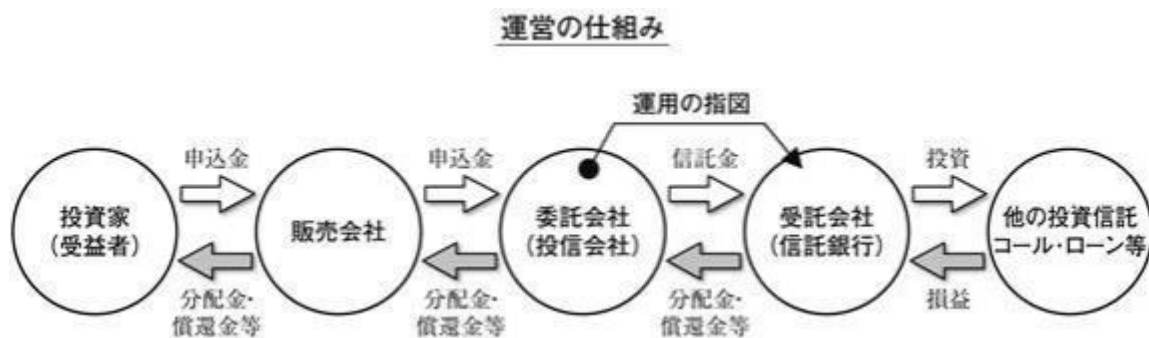 運営の仕組み
運用の指図
申込金
申込金
信託金
投資
投資家
(受益者)
販売会社
委託会社
(投信会社)
受託会社
(信託銀行)
他の投資信託
コール・ローン等
分配金・
償還金等
分配金・
償還金等
分配金・
償還金等
損益